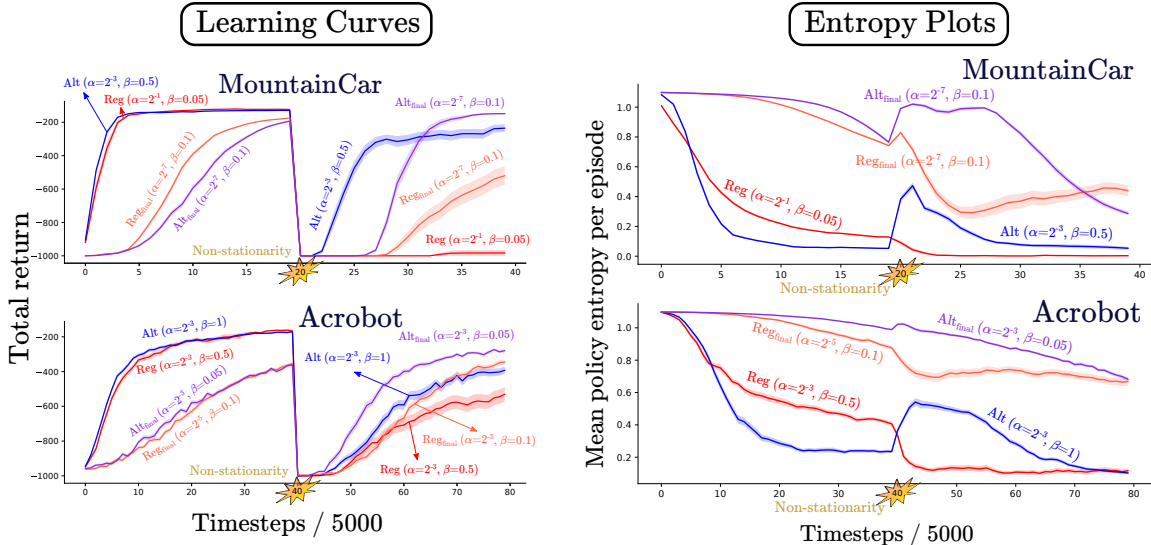 Learning Curves
Entropy Plots
MountainCar
Alt (α=2⁻³, β=0.5)
Reg (α=2⁻¹, β=0.05)
Alt_final (α=2⁻⁷, β=0.1)
Reg_final (α=2⁻⁷, β=0.1)
Alt_final (α=2⁻⁷, β=0.1)
Alt (α=2⁻³, β=0.5)
Reg_final (α=2⁻⁷, β=0.1)
Reg (α=2⁻¹, β=0.05)
Non-stationarity
−200
−400
−600
−800
−1000
0 5 10 15 20 25 30 35 40
Total return
Acrobot
Alt (α=2⁻³, β=1)
Reg (α=2⁻³, β=0.5)
Alt_final (α=2⁻³, β=0.05)
Alt_final (α=2⁻³, β=0.05)
Reg_final (α=2⁻⁵, β=0.1)
Alt (α=2⁻³, β=1)
Reg_final (α=2⁻⁵, β=0.1)
Reg (α=2⁻³, β=0.5)
Non-stationarity
−200
−400
−600
−800
−1000
0 10 20 30 40 50 60 70 80
Timesteps / 5000
MountainCar
Alt_final (α=2⁻⁷, β=0.1)
Reg_final (α=2⁻⁷, β=0.1)
Reg (α=2⁻¹, β=0.05)
Alt (α=2⁻³, β=0.5)
1.0
0.8
0.6
0.4
0.2
0.0
0 5 10 15 20 25 30 35 40
Non-stationarity
Mean policy entropy per episode
Acrobot
Alt_final (α=2⁻³, β=0.05)
Reg_final (α=2⁻⁵, β=0.1)
Reg (α=2⁻³, β=0.5)
Alt (α=2⁻³, β=1)
1.0
0.8
0.6
0.4
0.2
0 10 20 30 40 50 60 70 80
Non-stationarity
Timesteps / 5000